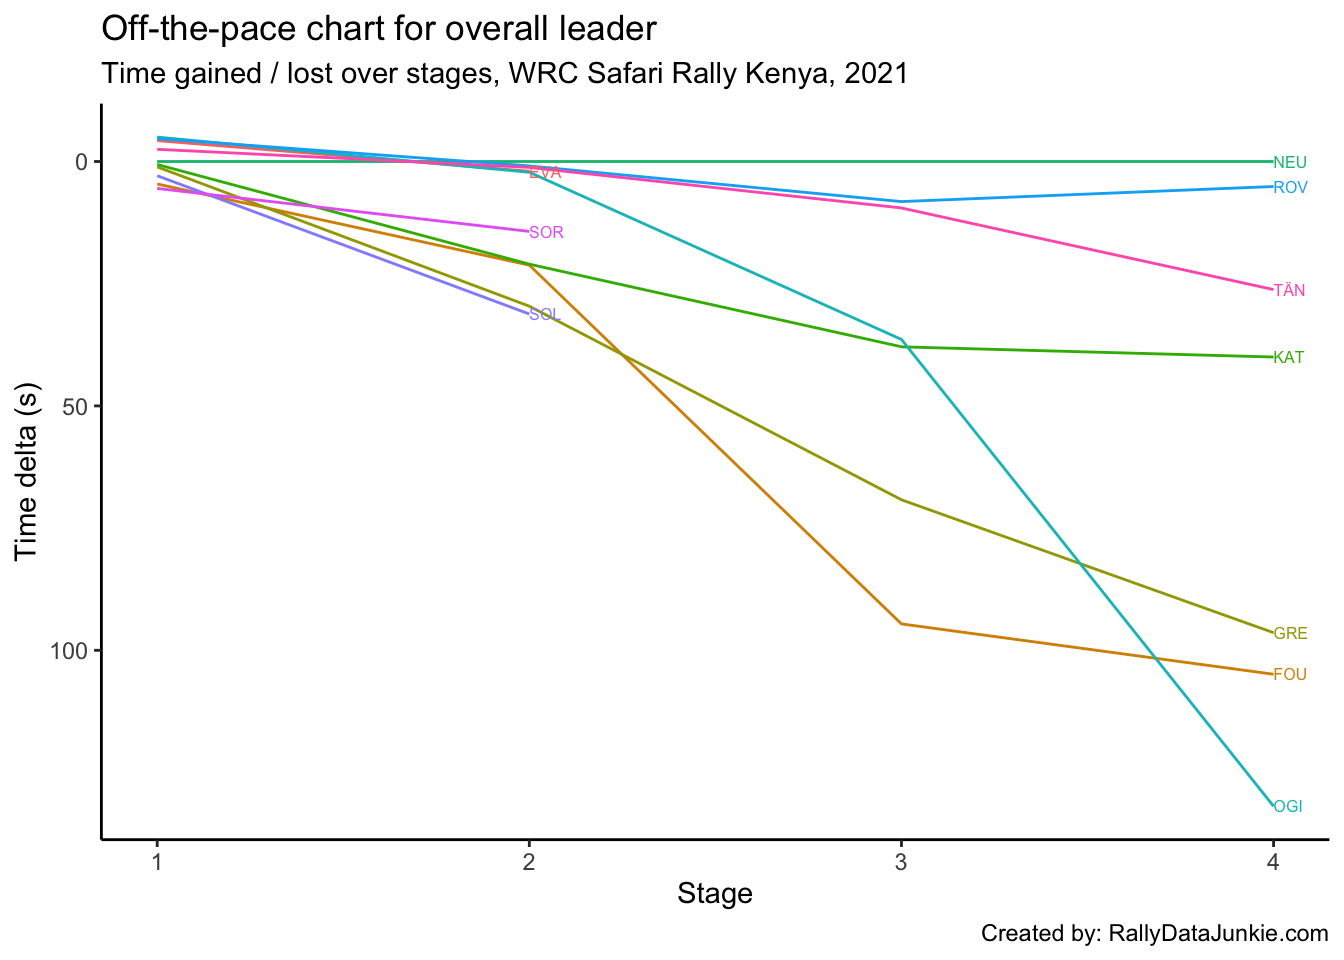 Off-the-pace chart for overall leader
Time gained / lost over stages, WRC Safari Rally Kenya, 2021
0
50
100
Time delta (s)
NEU
EVA
ROV
SOR
TÄN
SOL
KAT
GRE
FOU
OGI
1 2 3 4
Stage
Created by: RallyDataJunkie.com